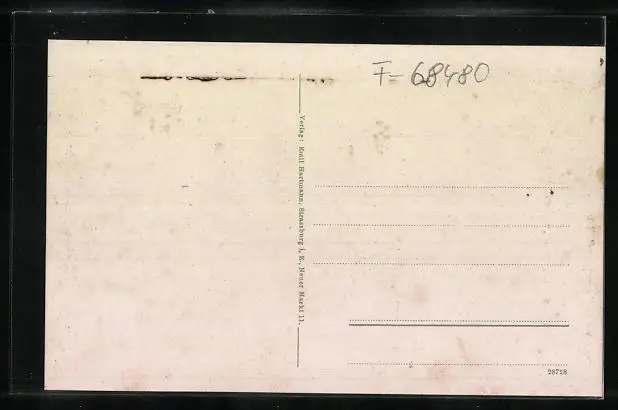 F= 68480
Verlag: Emil Hartmann, Strassburg i. E., Neuer Markt 11.
28728